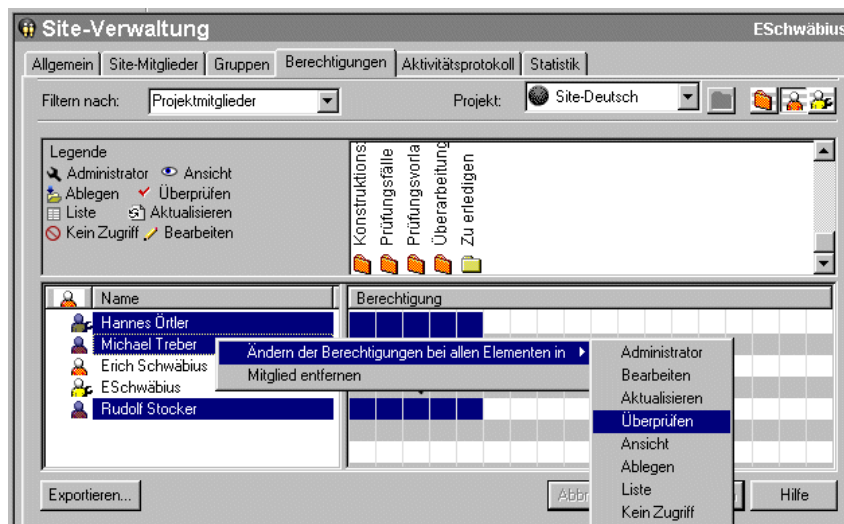 Site-Verwaltung ESchwäbius
Allgemein Site-Mitglieder Gruppen Berechtigungen Aktivitätsprotokoll Statistik
Filtern nach: Projektmitglieder Projekt: Site-Deutsch
Legende
Administrator Ansicht
Ablegen Überprüfen
Liste Aktualisieren
Kein Zugriff Bearbeiten
Konstruktions
Prüfungsfälle
Prüfungsvorla
Überarbeitung
Zu erledigen
Name Berechtigung
Hannes Örtler
Michael Treber
Erich Schwäbius
ESchwäbius
Rudolf Stocker
Ändern der Berechtigungen bei allen Elementen in
Mitglied entfernen
Administrator
Bearbeiten
Aktualisieren
Überprüfen
Ansicht
Ablegen
Liste
Kein Zugriff
Exportieren... Abbr Hilfe